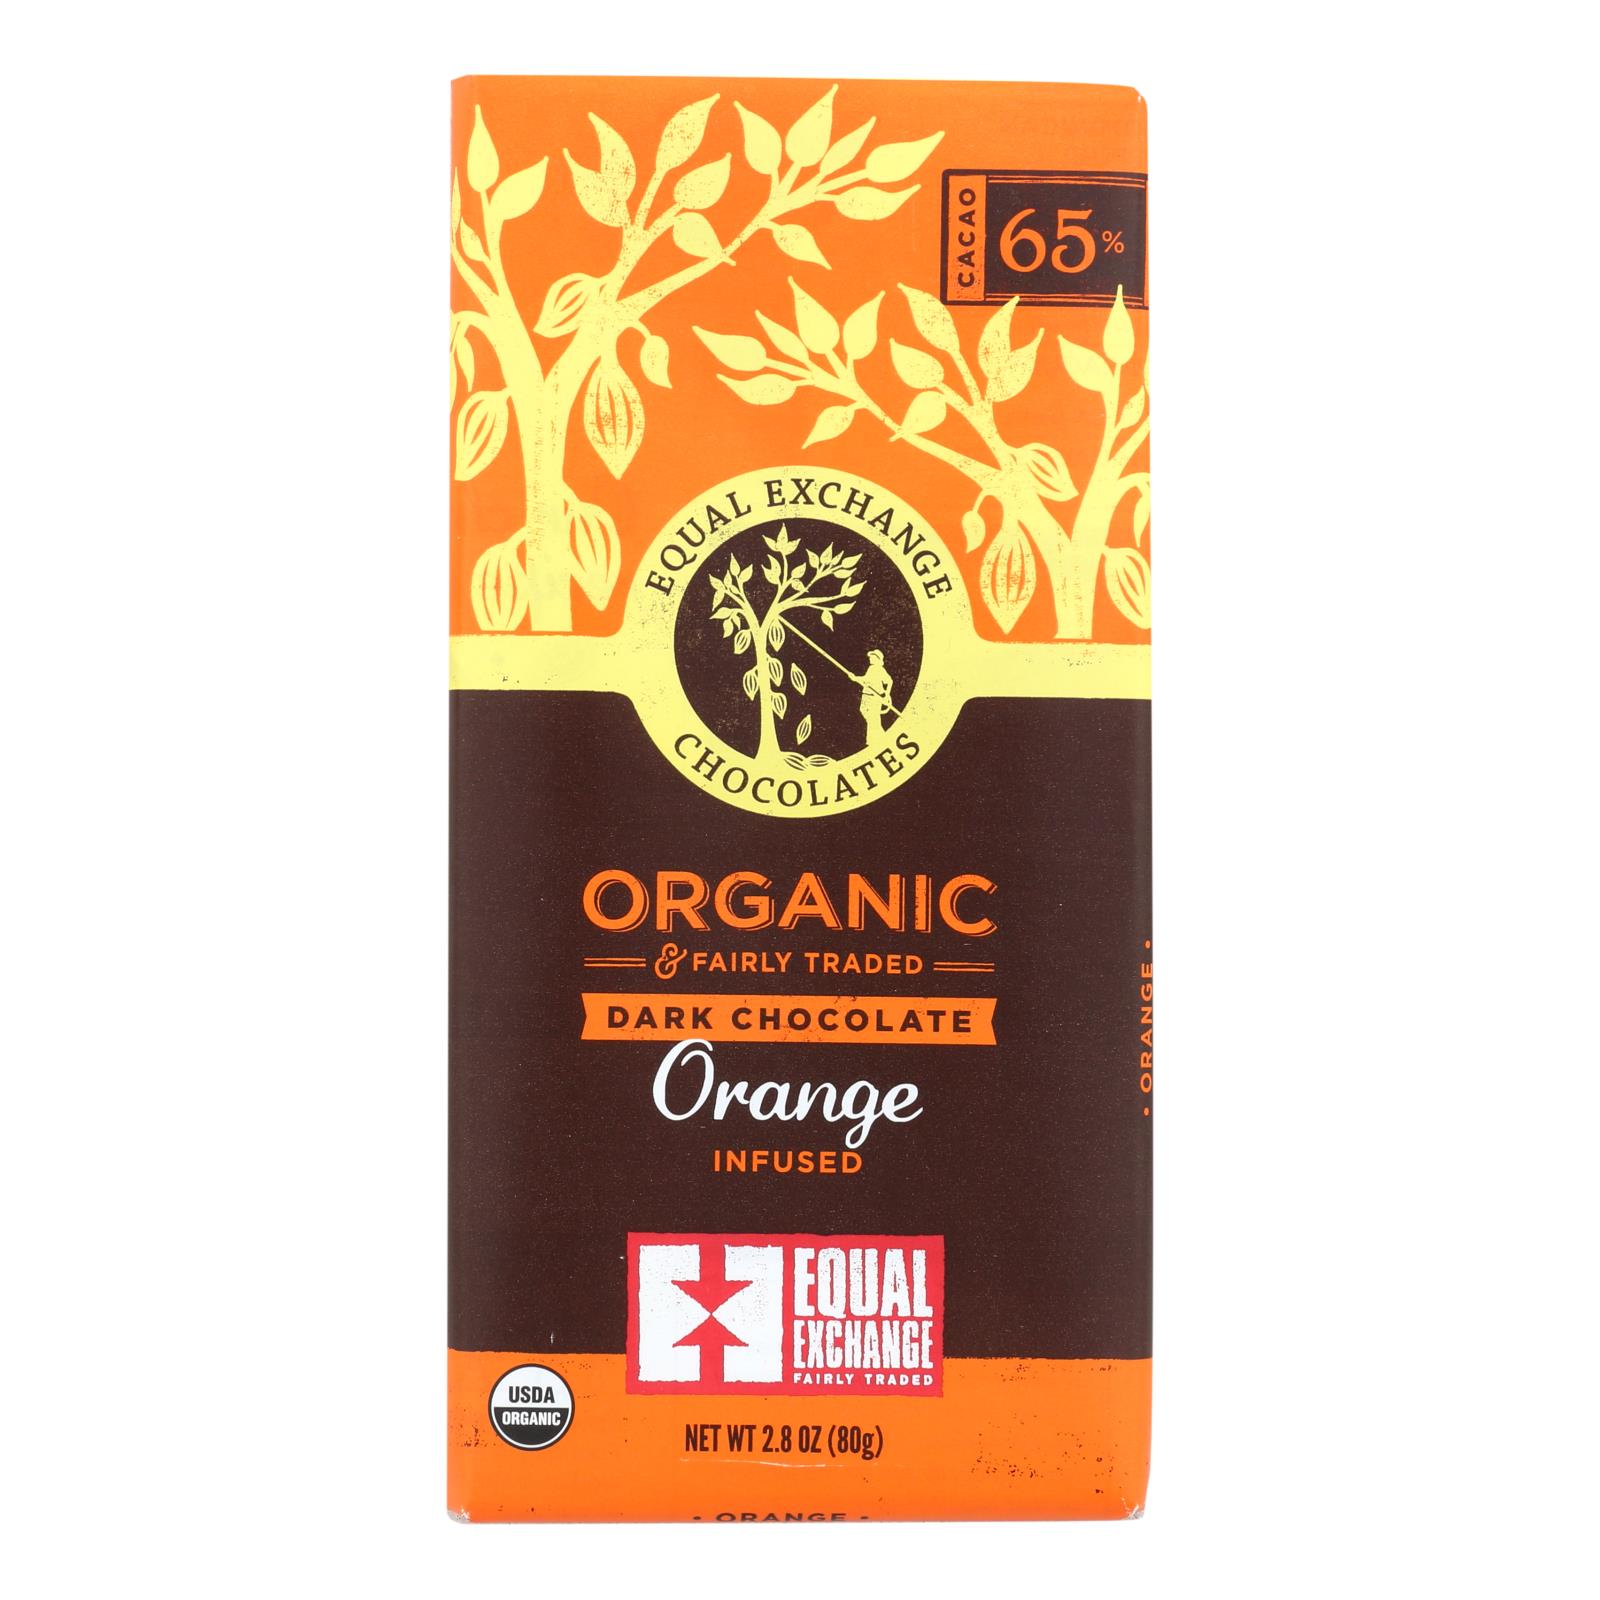 CACAO
65%
EQUAL EXCHANGE
CHOCOLATES
ORGANIC
& FAIRLY TRADED
DARK CHOCOLATE
Orange
INFUSED
• ORANGE •
EQUAL
EXCHANGE
FAIRLY TRADED
USDA
ORGANIC
NET WT 2.8 OZ (80g)
• ORANGE •